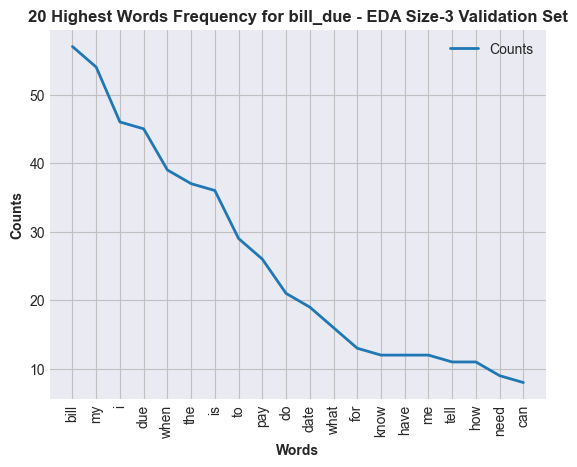 20 Highest Words Frequency for bill_due - EDA Size-3 Validation Set
Counts
Counts
50
40
30
20
10
bill
my
i
due
when
the
is
to
pay
do
date
what
for
know
have
me
tell
how
need
can
Words